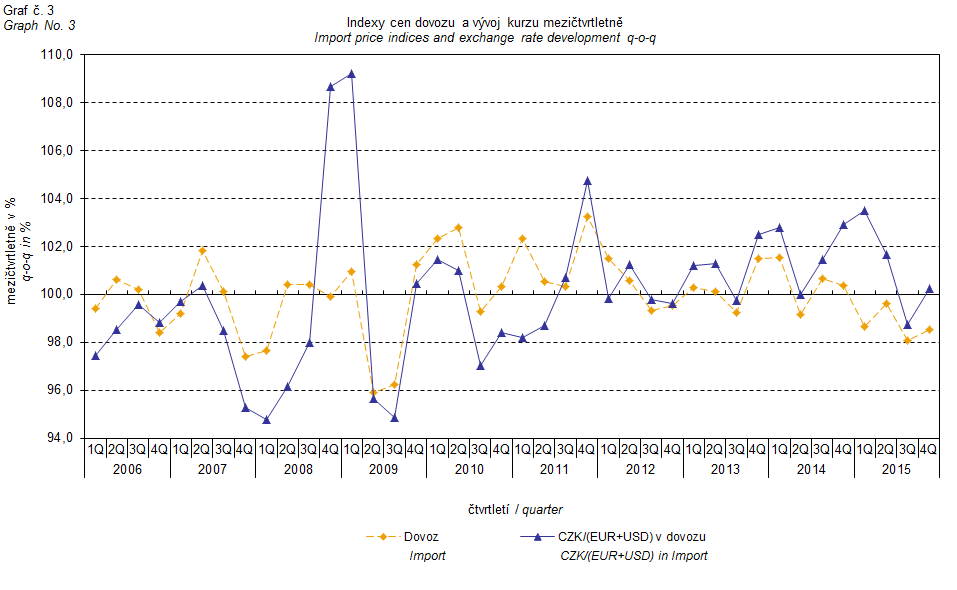 Graf č. 3
Graph No. 3
Indexy cen dovozu a vývoj kurzu mezičtvrtletně
Import price indices and exchange rate development q-o-q
110,0
108,0
106,0
104,0
102,0
100,0
98,0
96,0
94,0
mezičtvrtletně v %
q-o-q in %
1Q 2Q 3Q 4Q 1Q 2Q 3Q 4Q 1Q 2Q 3Q 4Q 1Q 2Q 3Q 4Q 1Q 2Q 3Q 4Q 1Q 2Q 3Q 4Q 1Q 2Q 3Q 4Q 1Q 2Q 3Q 4Q 1Q 2Q 3Q 4Q 1Q 2Q 3Q 4Q
2006 2007 2008 2009 2010 2011 2012 2013 2014 2015
čtvrtletí / quarter
Dovoz CZK/(EUR+USD) v dovozu
Import CZK/(EUR+USD) in Import